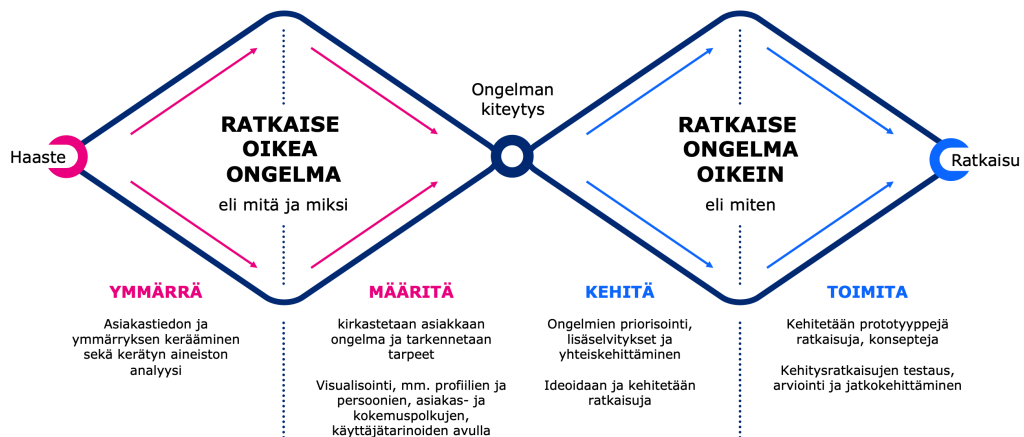 Haaste
RATKAISE
OIKEA
ONGELMA
eli mitä ja miksi
Ongelman
kiteytys
RATKAISE
ONGELMA
OIKEIN
eli miten
Ratkaisu
YMMÄRRÄ
Asiakastiedon ja
ymmärryksen kerääminen
sekä kerätyn aineiston
analyysi
MÄÄRITÄ
kirkastetaan asiakkaan
ongelma ja tarkennetaan
tarpeet
Visualisointi, mm. profiilien ja
persoonien, asiakas- ja
kokemuspolkujen,
käyttäjätarinoiden avulla
KEHITÄ
Ongelmien priorisointi,
lisäselvitykset ja
yhteiskehittäminen
Ideoidaan ja kehitetään
ratkaisuja
TOIMITA
Kehitetään prototyyppejä
ratkaisuja, konsepteja
Kehitysratkaisujen testaus,
arviointi ja jatkokehittäminen